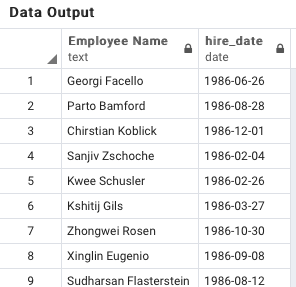 Data Output
Employee Name hire_date
text date
1 Georgi Facello 1986-06-26
2 Parto Bamford 1986-08-28
3 Chirstian Koblick 1986-12-01
4 Sanjiv Zschoche 1986-02-04
5 Kwee Schusler 1986-02-26
6 Kshitij Gils 1986-03-27
7 Zhongwei Rosen 1986-10-30
8 Xinglin Eugenio 1986-09-08
9 Sudharsan Flasterstein 1986-08-12